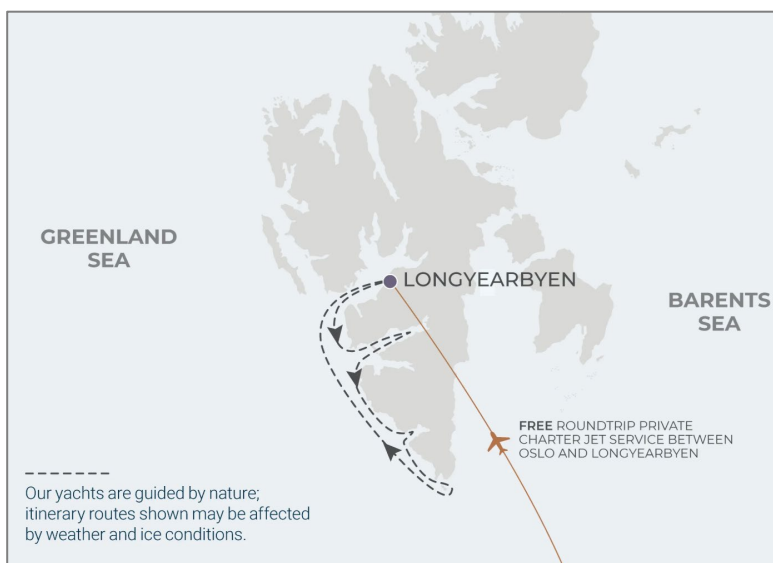 GREENLAND
SEA
LONGYEARBYEN
BARENTS
SEA
FREE ROUNDTRIP PRIVATE
CHARTER JET SERVICE BETWEEN
OSLO AND LONGYEARBYEN
Our yachts are guided by nature;
itinerary routes shown may be affected
by weather and ice conditions.